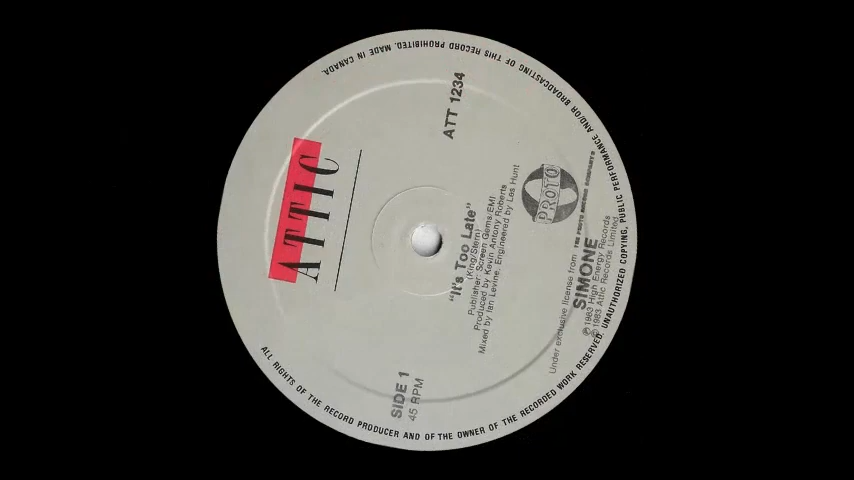 ATTIC
SIDE 1
45 RPM
ATT 1234
"It's Too Late"
(King/Stern)
Publisher: Screen Gems/EMI
Produced by Kevin Antony Roberts
Mixed by Ian Levine, Engineered by Les Hunt
PROTO
Under exclusive license from THE PROTO RECORD COMPANY
SIMONE
℗ 1983 High Energy Records
© 1983 Attic Records Limited
ALL RIGHTS OF THE RECORD PRODUCER AND OF THE OWNER OF THE RECORDED WORK RESERVED. UNAUTHORIZED COPYING, PUBLIC PERFORMANCE AND/OR BROADCASTING OF THIS RECORD PROHIBITED. MADE IN CANADA.